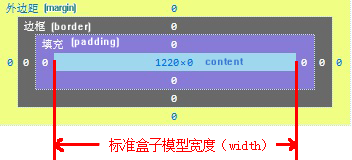 外边距 (margin) 0
边框 (border) 0
填充 (padding) 0
0 0 0 1220×0 content 0 0 0
0
0
0
标准盒子模型宽度（width）